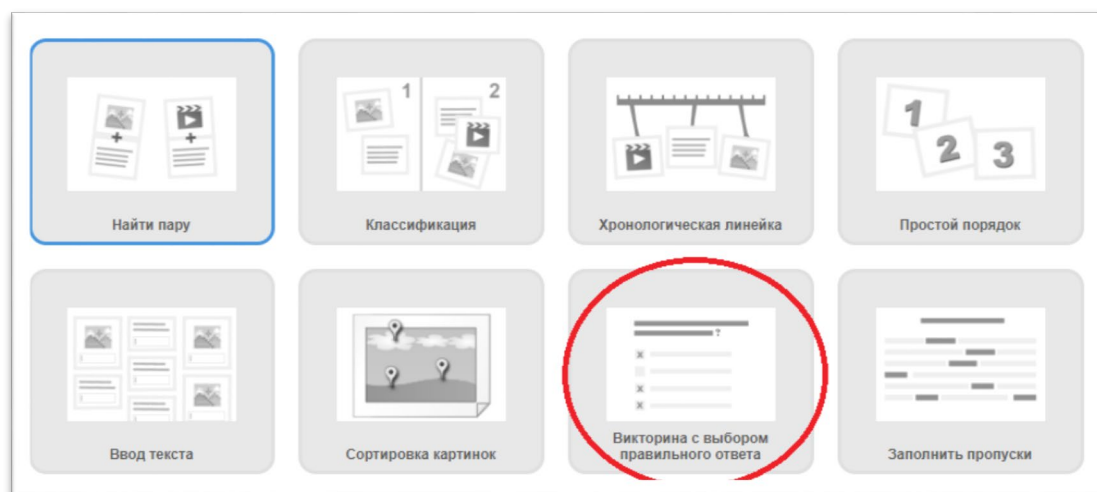 1 2
1 2 3
Найти пару
Классификация
Хронологическая линейка
Простой порядок
?
Ввод текста
Сортировка картинок
Викторина с выбором
правильного ответа
Заполнить пропуски